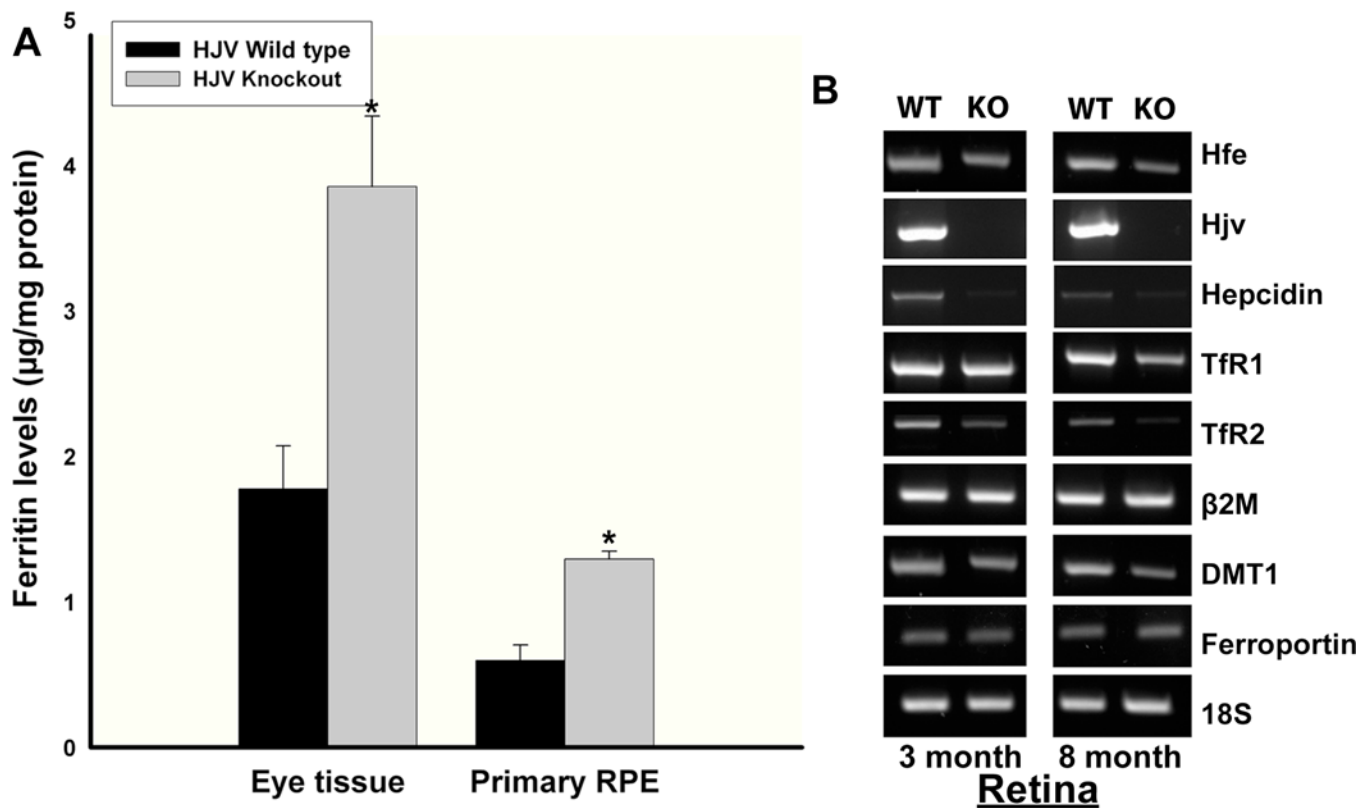 A
5
4
3
2
1
0
Ferritin levels (µg/mg protein)
HJV Wild type
HJV Knockout
*
*
Eye tissue
Primary RPE
B
WT KO WT KO
Hfe
Hjv
Hepcidin
TfR1
TfR2
β2M
DMT1
Ferroportin
18S
3 month 8 month
Retina